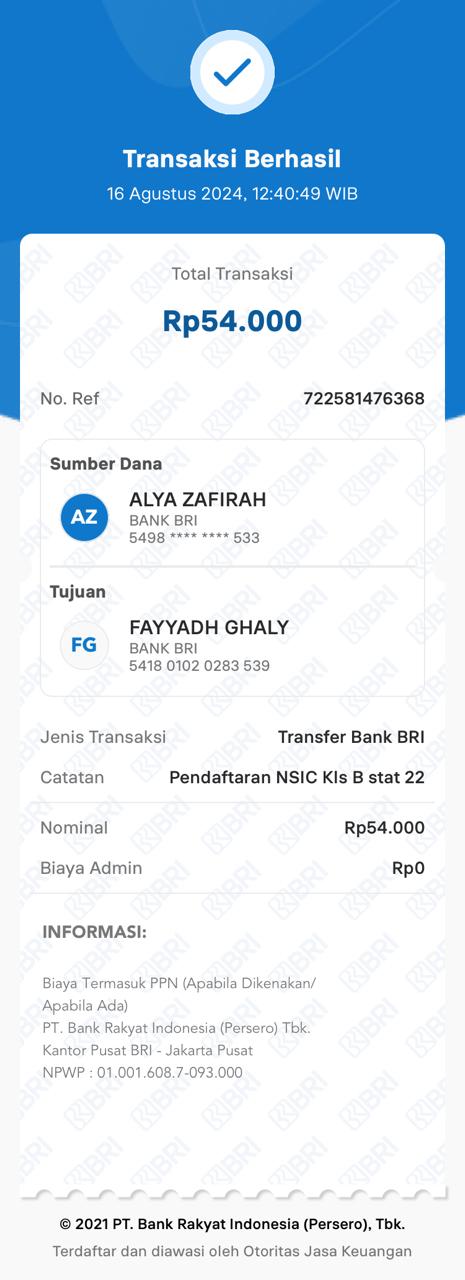 Transaksi Berhasil
16 Agustus 2024, 12:40:49 WIB
Total Transaksi
Rp54.000
No. Ref 722581476368
Sumber Dana
AZ
ALYA ZAFIRAH
BANK BRI
5498 **** **** 533
Tujuan
FG
FAYYADH GHALY
BANK BRI
5418 0102 0283 539
Jenis Transaksi Transfer Bank BRI
Catatan Pendaftaran NSIC Kls B stat 22
Nominal Rp54.000
Biaya Admin Rp0
INFORMASI:
Biaya Termasuk PPN (Apabila Dikenakan/
Apabila Ada)
PT. Bank Rakyat Indonesia (Persero) Tbk.
Kantor Pusat BRI - Jakarta Pusat
NPWP : 01.001.608.7-093.000
© 2021 PT. Bank Rakyat Indonesia (Persero), Tbk.
Terdaftar dan diawasi oleh Otoritas Jasa Keuangan